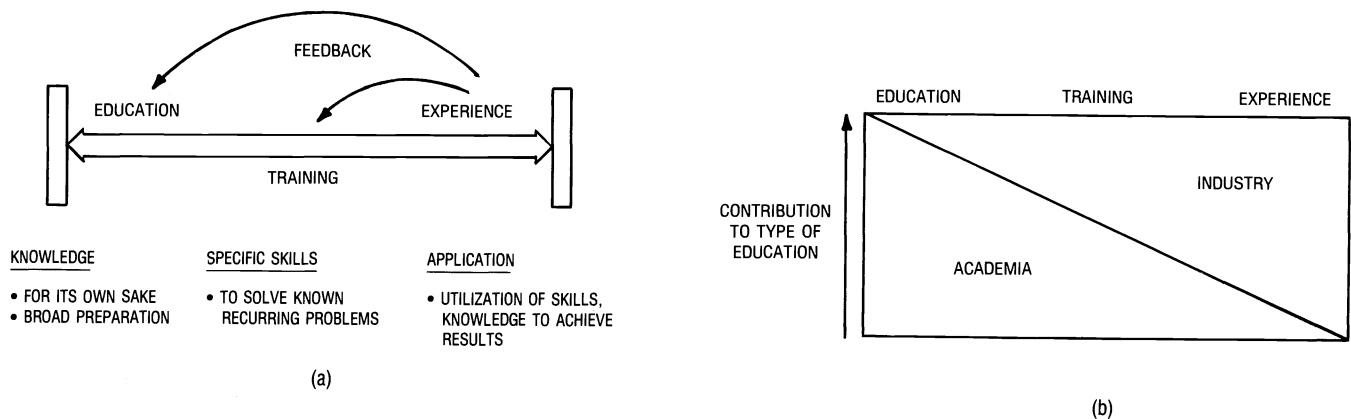 FEEDBACK
EDUCATION
EXPERIENCE
TRAINING
KNOWLEDGE
• FOR ITS OWN SAKE
• BROAD PREPARATION
SPECIFIC SKILLS
• TO SOLVE KNOWN
RECURRING PROBLEMS
APPLICATION
• UTILIZATION OF SKILLS,
KNOWLEDGE TO ACHIEVE
RESULTS
(a)
EDUCATION
TRAINING
EXPERIENCE
INDUSTRY
CONTRIBUTION
TO TYPE OF
EDUCATION
ACADEMIA
(b)